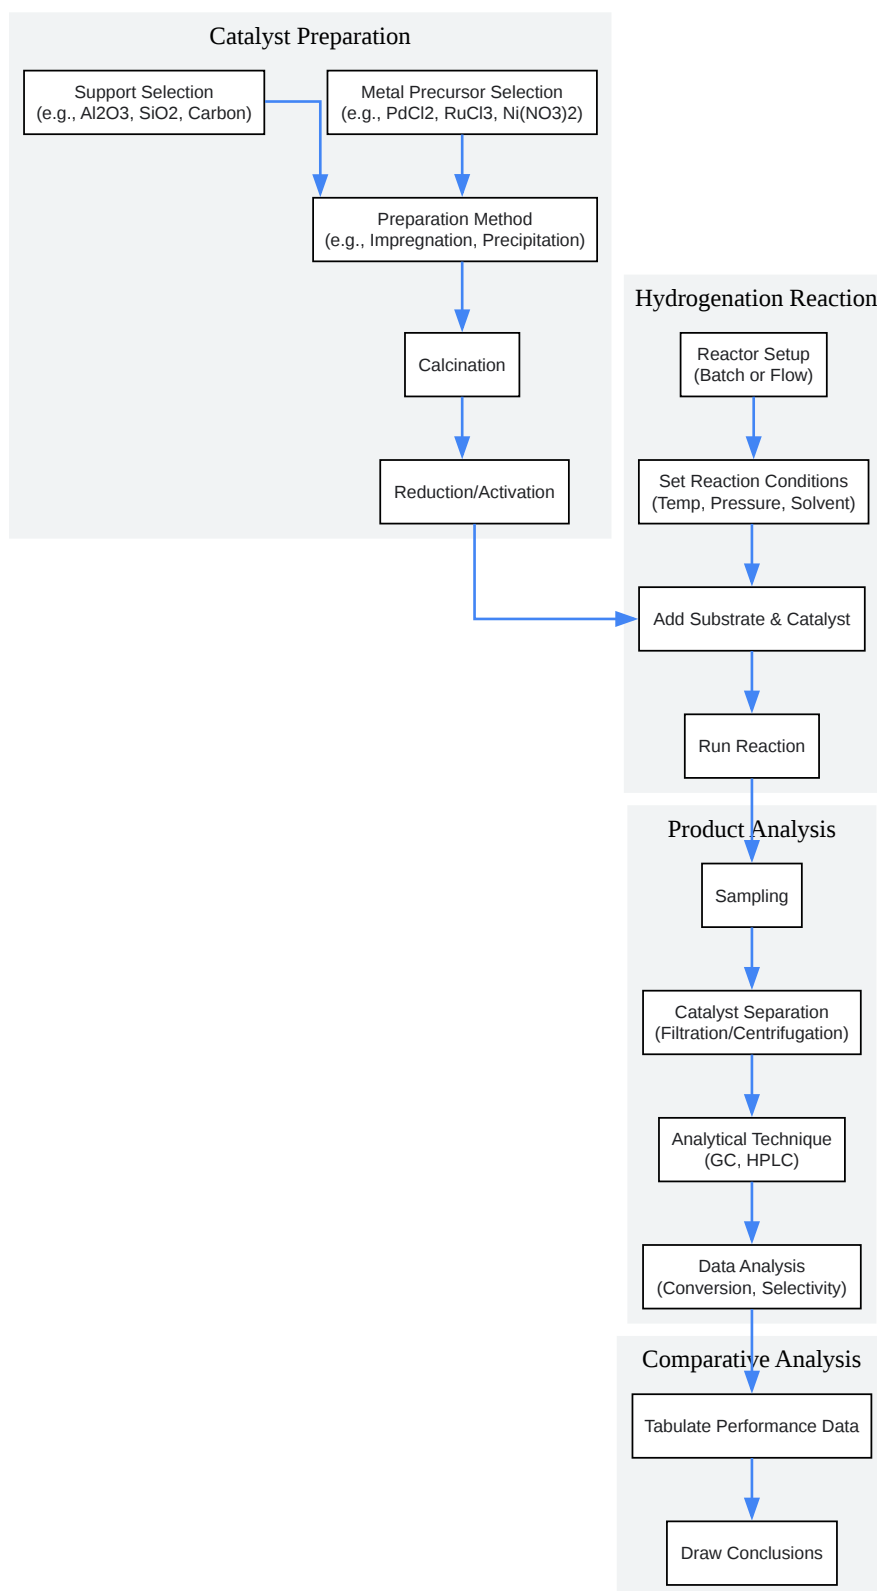 Catalyst Preparation
Support Selection
(e.g., Al2O3, SiO2, Carbon)
Metal Precursor Selection
(e.g., PdCl2, RuCl3, Ni(NO3)2)
Preparation Method
(e.g., Impregnation, Precipitation)
Calcination
Reduction/Activation
Hydrogenation Reaction
Reactor Setup
(Batch or Flow)
Set Reaction Conditions
(Temp, Pressure, Solvent)
Add Substrate & Catalyst
Run Reaction
Product Analysis
Sampling
Catalyst Separation
(Filtration/Centrifugation)
Analytical Technique
(GC, HPLC)
Data Analysis
(Conversion, Selectivity)
Comparative Analysis
Tabulate Performance Data
Draw Conclusions